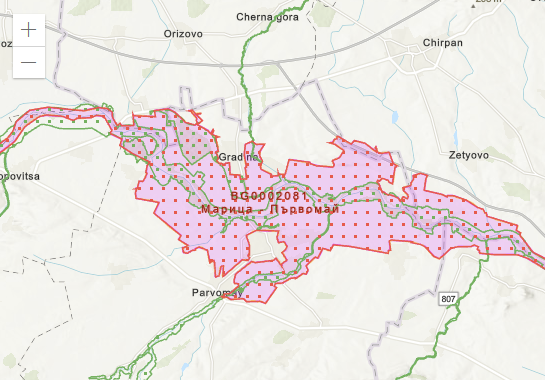 Cherna gora
Orizovo
Chirpan
Gradina
Zetyovo
BG0002081
Марица - Първомай
Parvomay
807